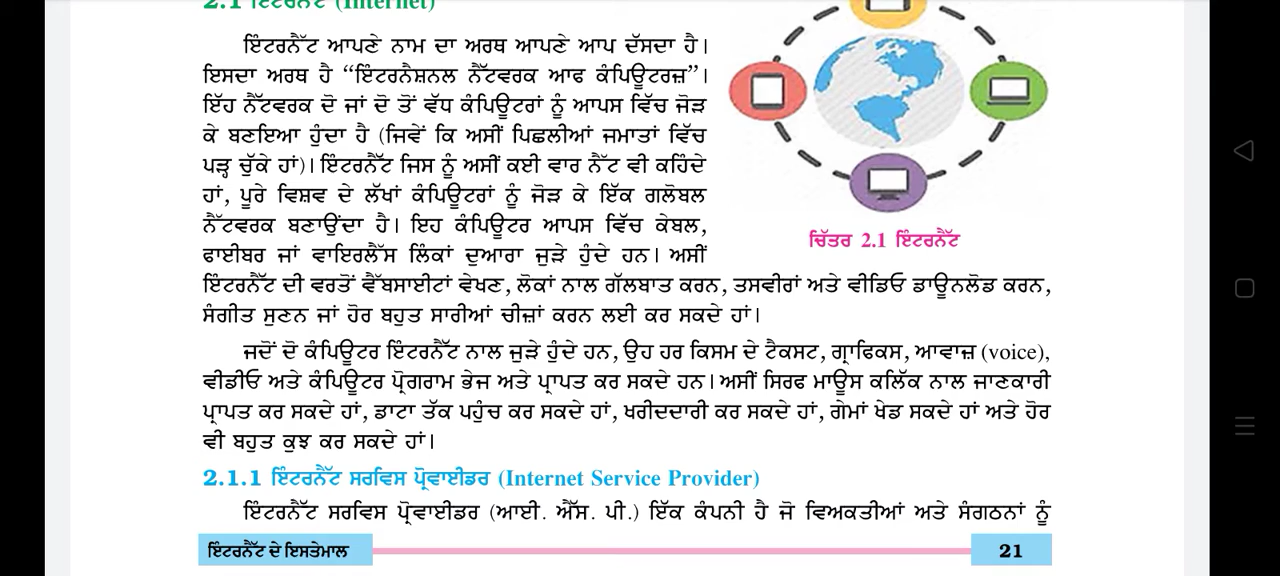 2.1 ਇੰਟਰਨੈੱਟ (Internet)
ਇੰਟਰਨੈੱਟ ਆਪਣੇ ਨਾਮ ਦਾ ਅਰਥ ਆਪਣੇ ਆਪ ਦੱਸਦਾ ਹੈ।
ਇਸਦਾ ਅਰਥ ਹੈ “ਇੰਟਰਨੈਸ਼ਨਲ ਨੈੱਟਵਰਕ ਆਫ ਕੰਪਿਊਟਰਜ਼”।
ਇੱਹ ਨੈੱਟਵਰਕ ਦੋ ਜਾਂ ਦੋ ਤੋਂ ਵੱਧ ਕੰਪਿਊਟਰਾਂ ਨੂੰ ਆਪਸ ਵਿੱਚ ਜੋੜ
ਕੇ ਬਣਇਆ ਹੁੰਦਾ ਹੈ (ਜਿਵੇਂ ਕਿ ਅਸੀਂ ਪਿਛਲੀਆਂ ਜਮਾਤਾਂ ਵਿੱਚ
ਪੜ੍ਹ ਚੁੱਕੇ ਹਾਂ)। ਇੰਟਰਨੈੱਟ ਜਿਸ ਨੂੰ ਅਸੀਂ ਕਈ ਵਾਰ ਨੈੱਟ ਵੀ ਕਹਿੰਦੇ
ਹਾਂ, ਪੂਰੇ ਵਿਸ਼ਵ ਦੇ ਲੱਖਾਂ ਕੰਪਿਊਟਰਾਂ ਨੂੰ ਜੋੜ ਕੇ ਇੱਕ ਗਲੋਬਲ
ਨੈੱਟਵਰਕ ਬਣਾਉਂਦਾ ਹੈ। ਇਹ ਕੰਪਿਊਟਰ ਆਪਸ ਵਿੱਚ ਕੇਬਲ,
ਫਾਈਬਰ ਜਾਂ ਵਾਇਰਲੈੱਸ ਲਿੰਕਾਂ ਦੁਆਰਾ ਜੁੜੇ ਹੁੰਦੇ ਹਨ। ਅਸੀਂ
ਇੰਟਰਨੈੱਟ ਦੀ ਵਰਤੋਂ ਵੈੱਬਸਾਈਟਾਂ ਵੇਖਣ, ਲੋਕਾਂ ਨਾਲ ਗੱਲਬਾਤ ਕਰਨ, ਤਸਵੀਰਾਂ ਅਤੇ ਵੀਡਿਓ ਡਾਊਨਲੋਡ ਕਰਨ,
ਸੰਗੀਤ ਸੁਣਨ ਜਾਂ ਹੋਰ ਬਹੁਤ ਸਾਰੀਆਂ ਚੀਜ਼ਾਂ ਕਰਨ ਲਈ ਕਰ ਸਕਦੇ ਹਾਂ।
ਚਿੱਤਰ 2.1 ਇੰਟਰਨੈੱਟ
ਜਦੋਂ ਦੋ ਕੰਪਿਊਟਰ ਇੰਟਰਨੈੱਟ ਨਾਲ ਜੁੜੇ ਹੁੰਦੇ ਹਨ, ਉਹ ਹਰ ਕਿਸਮ ਦੇ ਟੈਕਸਟ, ਗ੍ਰਾਫਿਕਸ, ਆਵਾਜ਼ (voice),
ਵੀਡੀਓ ਅਤੇ ਕੰਪਿਊਟਰ ਪ੍ਰੋਗਰਾਮ ਭੇਜ ਅਤੇ ਪ੍ਰਾਪਤ ਕਰ ਸਕਦੇ ਹਨ। ਅਸੀਂ ਸਿਰਫ ਮਾਊਸ ਕਲਿੱਕ ਨਾਲ ਜਾਣਕਾਰੀ
ਪ੍ਰਾਪਤ ਕਰ ਸਕਦੇ ਹਾਂ, ਡਾਟਾ ਤੱਕ ਪਹੁੰਚ ਕਰ ਸਕਦੇ ਹਾਂ, ਖਰੀਦਦਾਰੀ ਕਰ ਸਕਦੇ ਹਾਂ, ਗੇਮਾਂ ਖੇਡ ਸਕਦੇ ਹਾਂ ਅਤੇ ਹੋਰ
ਵੀ ਬਹੁਤ ਕੁਝ ਕਰ ਸਕਦੇ ਹਾਂ।
2.1.1 ਇੰਟਰਨੈੱਟ ਸਰਵਿਸ ਪ੍ਰੋਵਾਈਡਰ (Internet Service Provider)
ਇੰਟਰਨੈੱਟ ਸਰਵਿਸ ਪ੍ਰੋਵਾਈਡਰ (ਆਈ. ਐੱਸ. ਪੀ.) ਇੱਕ ਕੰਪਨੀ ਹੈ ਜੋ ਵਿਅਕਤੀਆਂ ਅਤੇ ਸੰਗਠਨਾਂ ਨੂੰ
ਇੰਟਰਨੈੱਟ ਦੇ ਇਸਤੇਮਾਲ
21